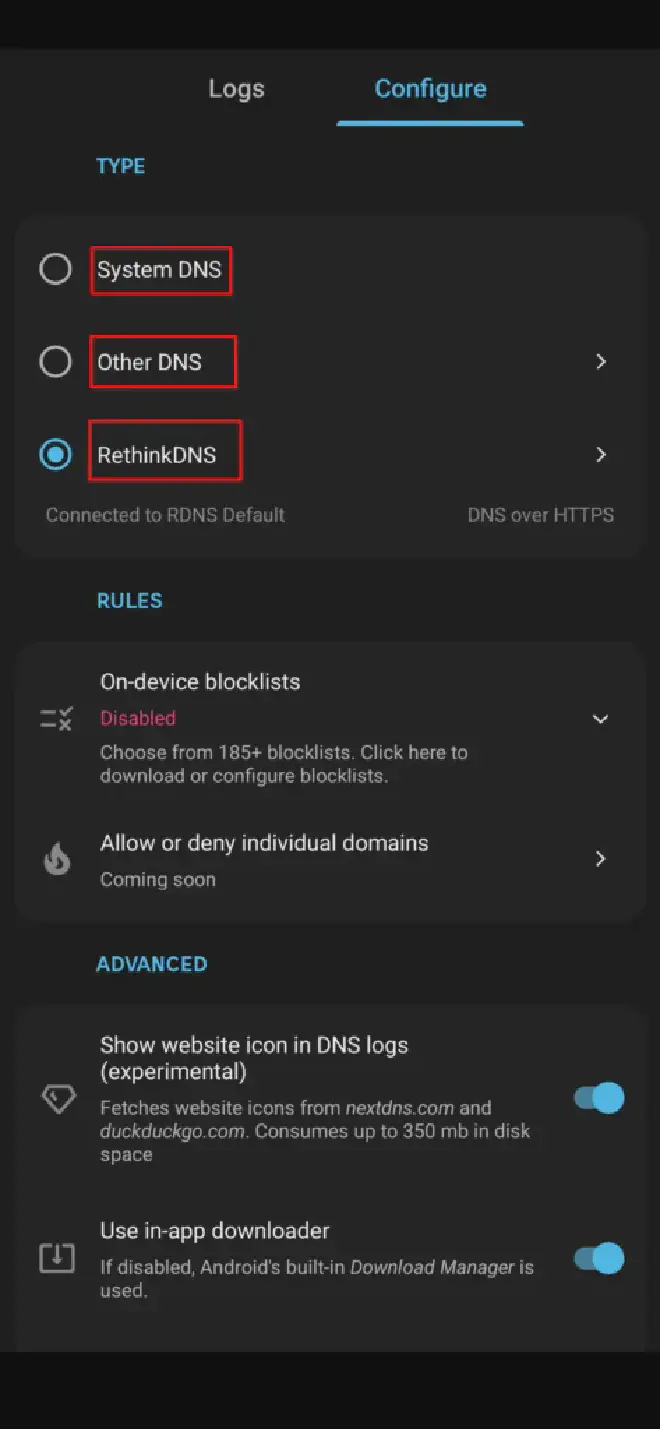 Logs
Configure
TYPE
System DNS
Other DNS
RethinkDNS
Connected to RDNS Default
DNS over HTTPS
RULES
On-device blocklists
Disabled
Choose from 185+ blocklists. Click here to
download or configure blocklists.
Allow or deny individual domains
Coming soon
ADVANCED
Show website icon in DNS logs
(experimental)
Fetches website icons from nextdns.com and
duckduckgo.com. Consumes up to 350 mb in disk
space
Use in-app downloader
If disabled, Android's built-in Download Manager is
used.